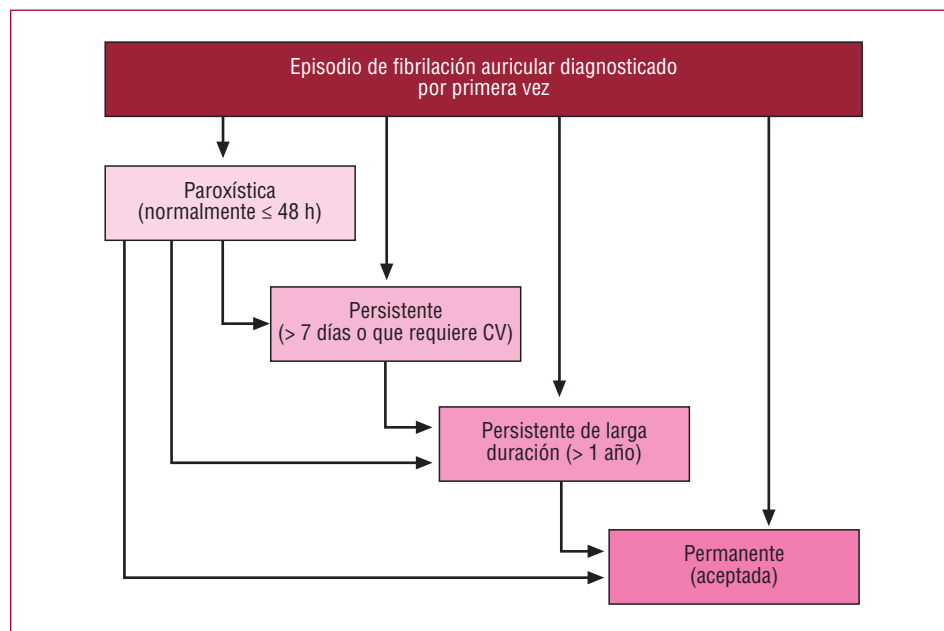 Episodio de fibrilación auricular diagnosticado
por primera vez
Paroxística
(normalmente ≤ 48 h)
Persistente
(> 7 días o que requiere CV)
Persistente de larga
duración (> 1 año)
Permanente
(aceptada)